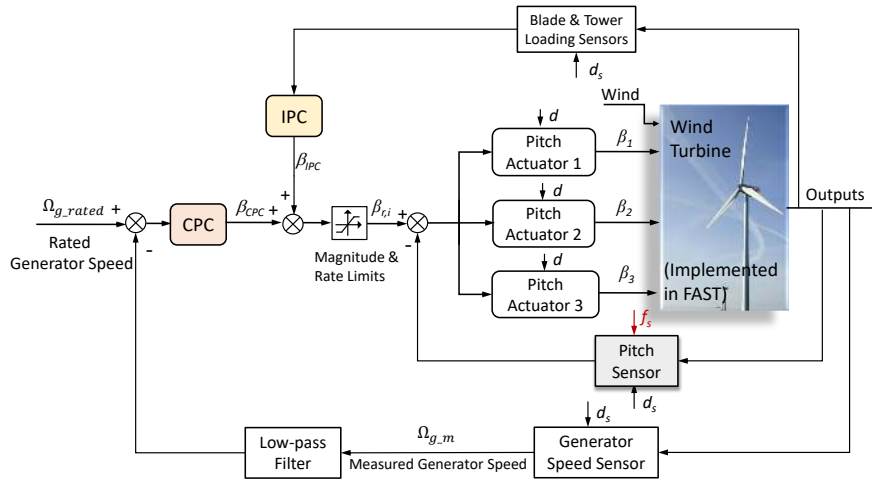 Blade & Tower
Loading Sensors
d_s
IPC
β_IPC
Wind
d
Pitch
Actuator 1
β_1
Wind
Turbine
Outputs
Ω_g_rated
+
-
Rated
Generator Speed
CPC
β_CPC
+
+
Magnitude &
Rate Limits
β_r,i
+
-
d
Pitch
Actuator 2
β_2
d
Pitch
Actuator 3
β_3
(Implemented
in FAST)
f_s
Pitch
Sensor
d_s
d_s
Generator
Speed Sensor
Ω_g_m
Measured Generator Speed
Low-pass
Filter